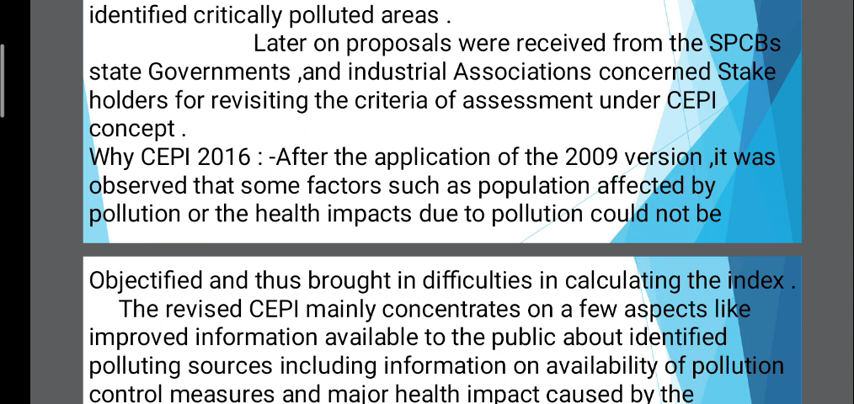 identified critically polluted areas .
Later on proposals were received from the SPCBs
state Governments ,and industrial Associations concerned Stake
holders for revisiting the criteria of assessment under CEPI
concept .
Why CEPI 2016 : -After the application of the 2009 version ,it was
observed that some factors such as population affected by
pollution or the health impacts due to pollution could not be
Objectified and thus brought in difficulties in calculating the index .
The revised CEPI mainly concentrates on a few aspects like
improved information available to the public about identified
polluting sources including information on availability of pollution
control measures and major health impact caused by the